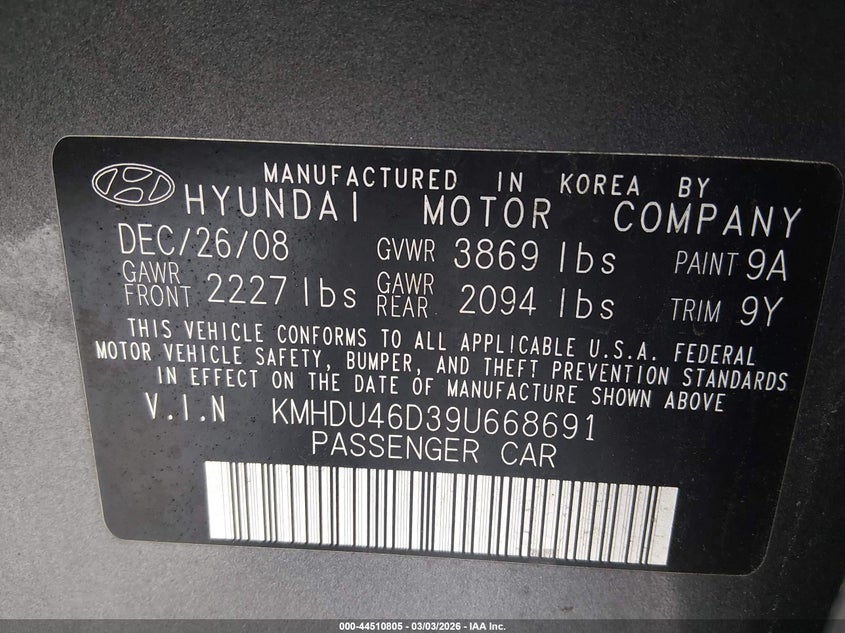 MANUFACTURED IN KOREA BY
HYUNDAI MOTOR COMPANY
DEC/26/08 GVWR 3869 lbs PAINT 9A
GAWR FRONT 2227 lbs GAWR REAR 2094 lbs TRIM 9Y
THIS VEHICLE CONFORMS TO ALL APPLICABLE U.S.A. FEDERAL
MOTOR VEHICLE SAFETY, BUMPER, AND THEFT PREVENTION STANDARDS
IN EFFECT ON THE DATE OF MANUFACTURE SHOWN ABOVE
V.I.N KMHDU46D39U668691
PASSENGER CAR
000-44510805 - 03/03/2026 - IAA Inc.